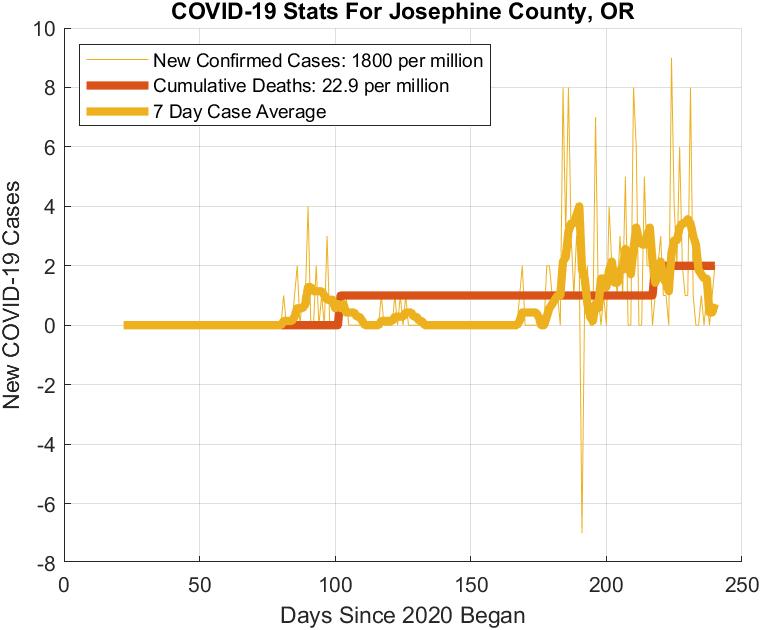 COVID-19 Stats For Josephine County, OR
New Confirmed Cases: 1800 per million
Cumulative Deaths: 22.9 per million
7 Day Case Average
New COVID-19 Cases
10
8
6
4
2
0
-2
-4
-6
-8
0 50 100 150 200 250
Days Since 2020 Began